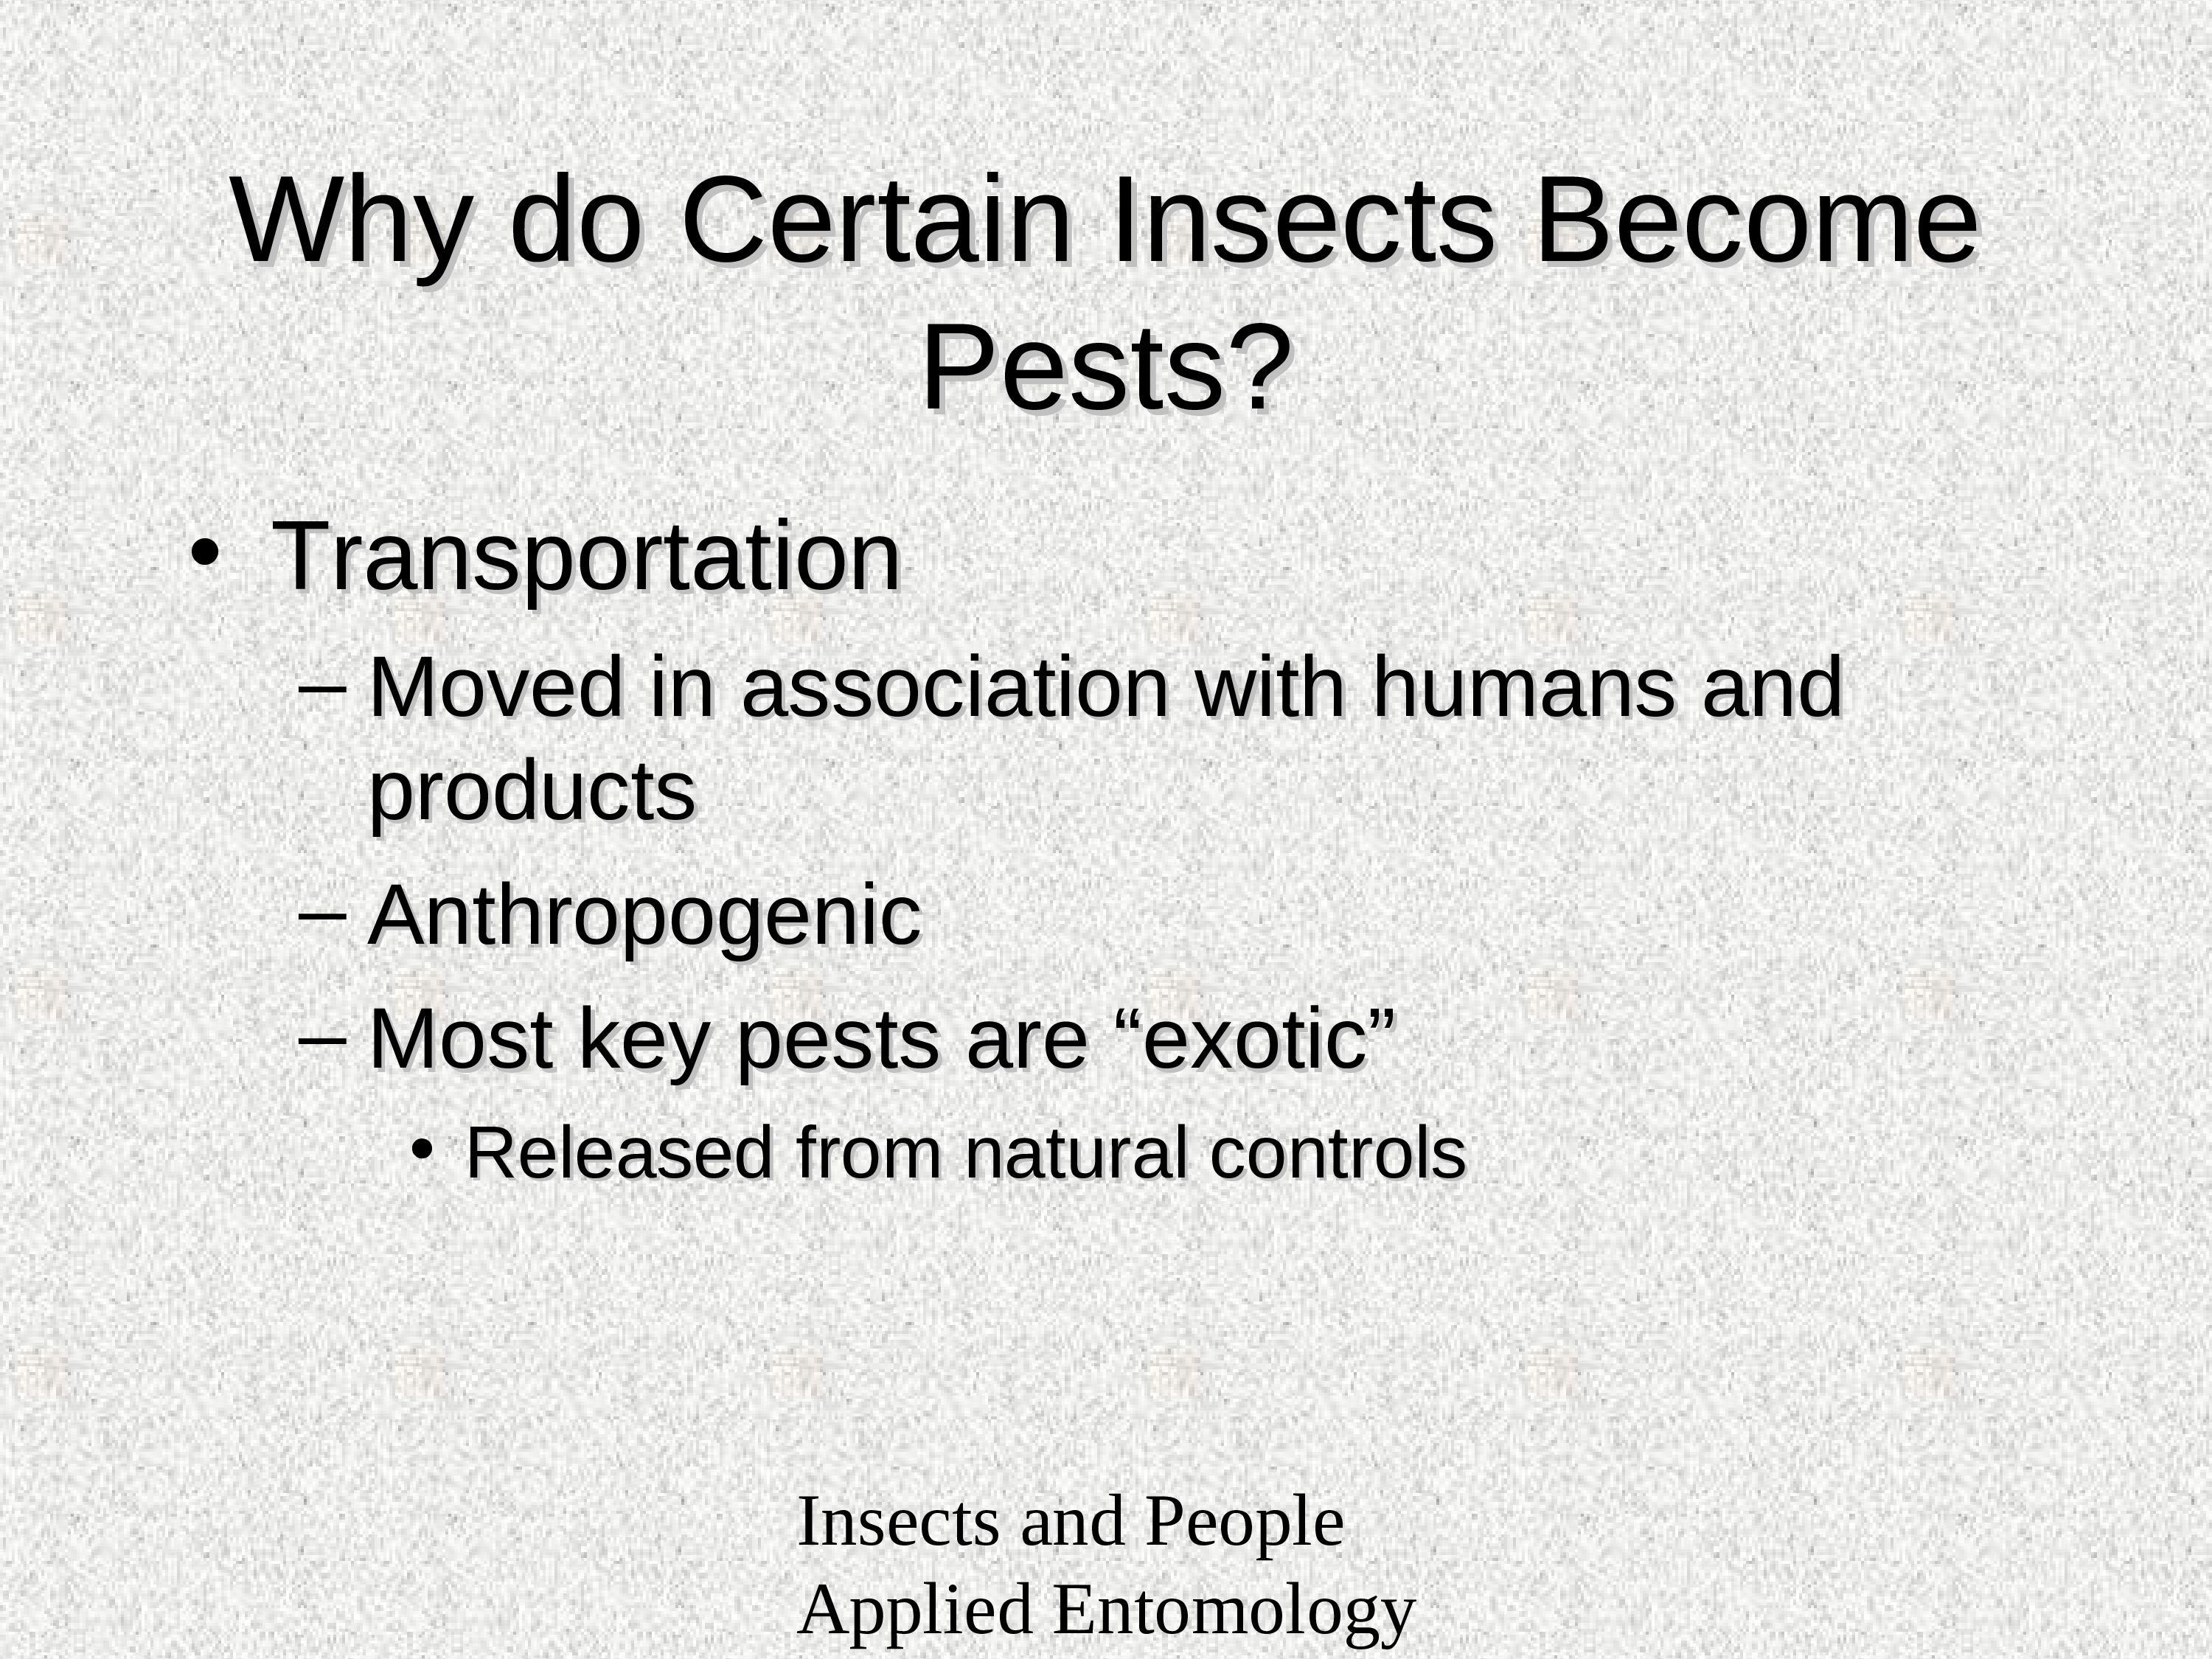 Why do Certain Insects Become
Pests?
• Transportation
– Moved in association with humans and
products
– Anthropogenic
– Most key pests are “exotic”
• Released from natural controls
Insects and People
Applied Entomology